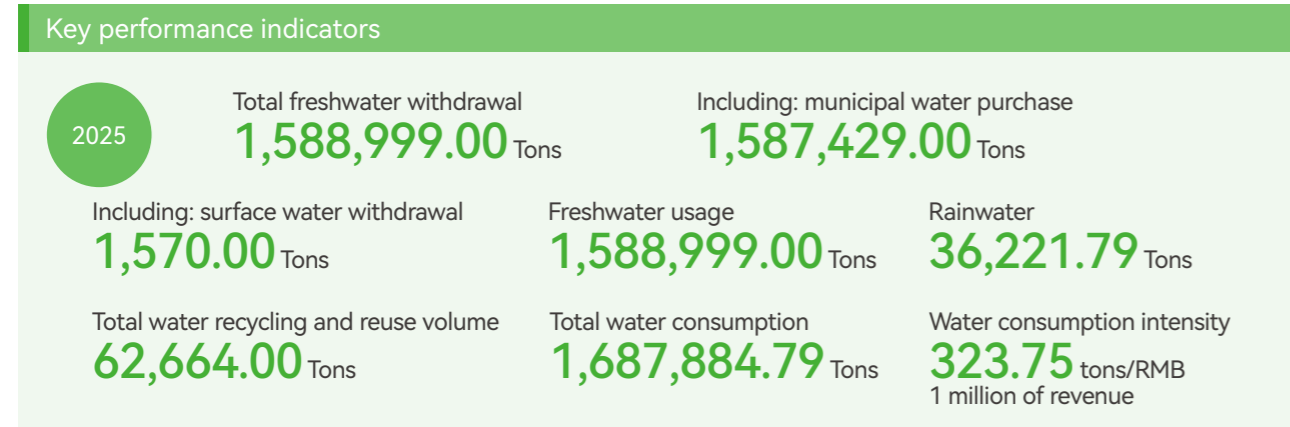 Key performance indicators
2025
Total freshwater withdrawal
1,588,999.00 Tons
Including: municipal water purchase
1,587,429.00 Tons
Including: surface water withdrawal
1,570.00 Tons
Freshwater usage
1,588,999.00 Tons
Rainwater
36,221.79 Tons
Total water recycling and reuse volume
62,664.00 Tons
Total water consumption
1,687,884.79 Tons
Water consumption intensity
323.75 tons/RMB
1 million of revenue